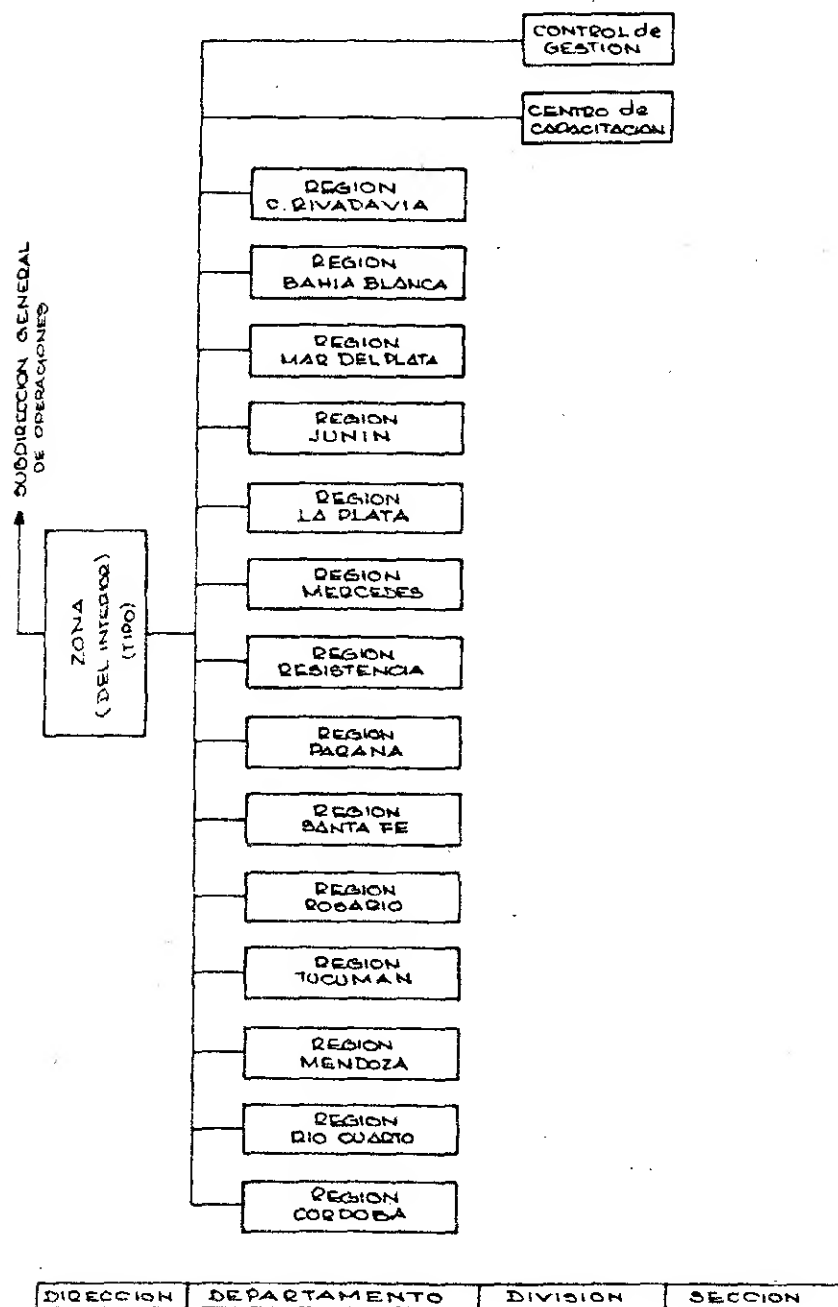 CONTROL de
GESTION
CENTRO de
CAPACITACION
REGION
C. RIVADAVIA
REGION
BAHIA BLANCA
REGION
MAR DEL PLATA
REGION
JUNIN
REGION
LA PLATA
REGION
MERCEDES
REGION
RESISTENCIA
REGION
PARANA
REGION
SANTA FE
REGION
ROSARIO
REGION
TUCUMAN
REGION
MENDOZA
REGION
RIO CUARTO
REGION
CORDOBA
SUBDIRECCION GENERAL
DE OPERACIONES
ZONA
(DEL INTERIOR)
(TIPO)
DIRECCION
DEPARTAMENTO
DIVISION
SECCION